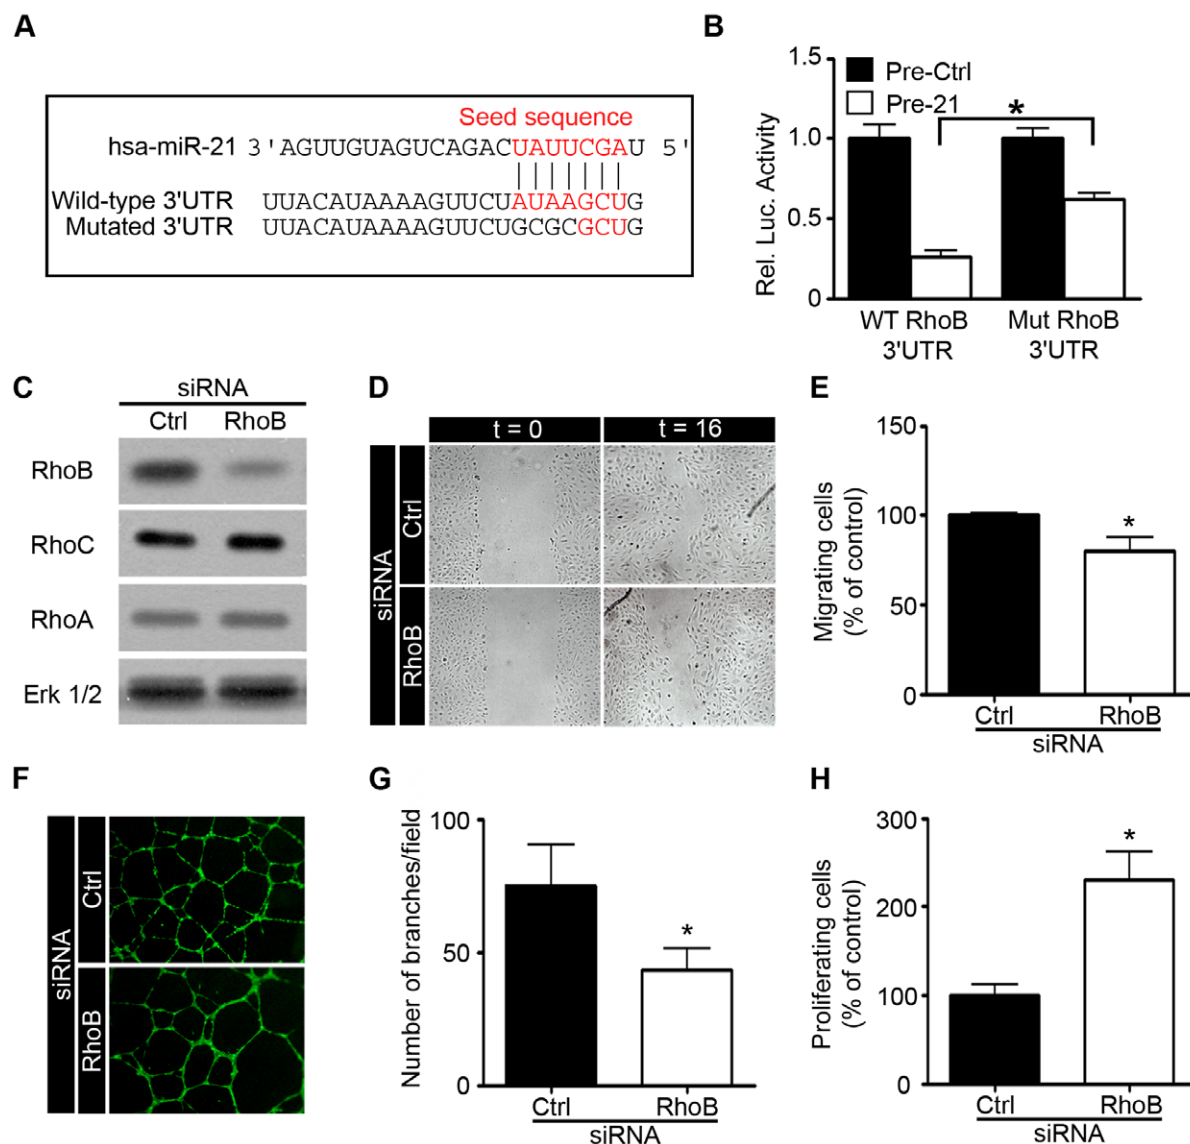 A
Seed sequence
hsa-miR-21 3'AGUUGUAGUCAGACUAUUCGAU 5'
Wild-type 3'UTR UUACAUAAAAGUUCUAUAAGCUG
Mutated 3'UTR UUACAUAAAAGUUCUGCGCGCUG
B
Rel. Luc. Activity
1.5
1.0
0.5
0
Pre-Ctrl
Pre-21
*
WT RhoB
3'UTR
Mut RhoB
3'UTR
C
siRNA
Ctrl RhoB
RhoB
RhoC
RhoA
Erk 1/2
D
t = 0 t = 16
siRNA
Ctrl
RhoB
E
Migrating cells
(% of control)
150
100
50
0
*
Ctrl RhoB
siRNA
F
siRNA
Ctrl
RhoB
G
Number of branches/field
100
50
0
*
Ctrl RhoB
siRNA
H
Proliferating cells
(% of control)
300
200
100
0
*
Ctrl RhoB
siRNA